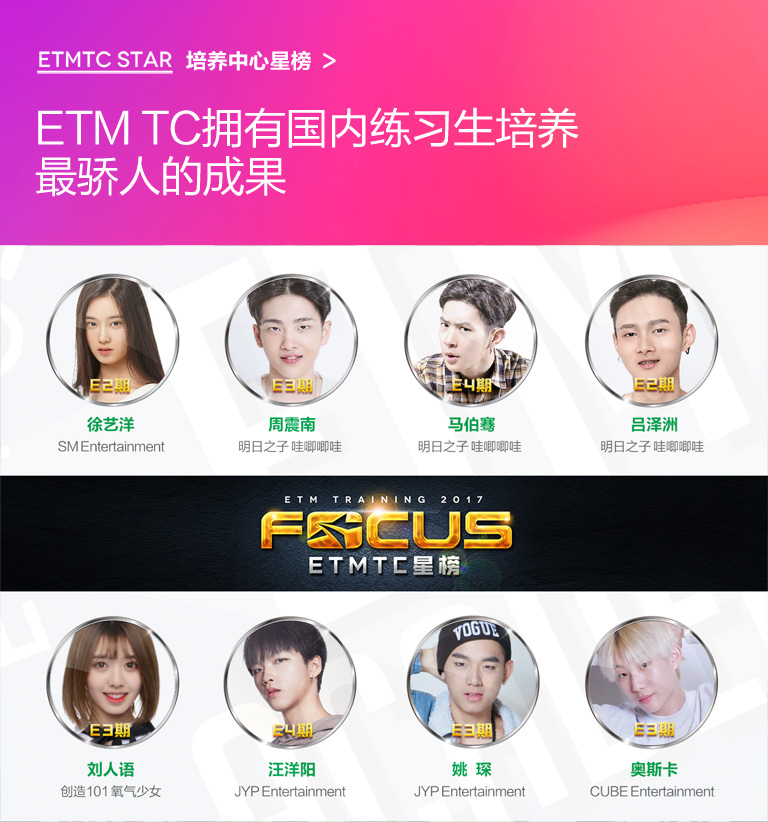 ETMTC STAR 培养中心星榜 >
ETM TC拥有国内练习生培养
最骄人的成果
E2期
E3期
E4期
E2期
徐艺洋
周震南
马伯骞
吕泽洲
SM Entertainment
明日之子 哇唧唧哇
明日之子 哇唧唧哇
明日之子 哇唧唧哇
ETM TRAINING 2017
FOCUS
ETMTC星榜
VOGUE
E3期
E4期
E3期
E3期
刘人语
汪洋阳
姚 琛
奥斯卡
创造101 氧气少女
JYP Entertainment
JYP Entertainment
CUBE Entertainment